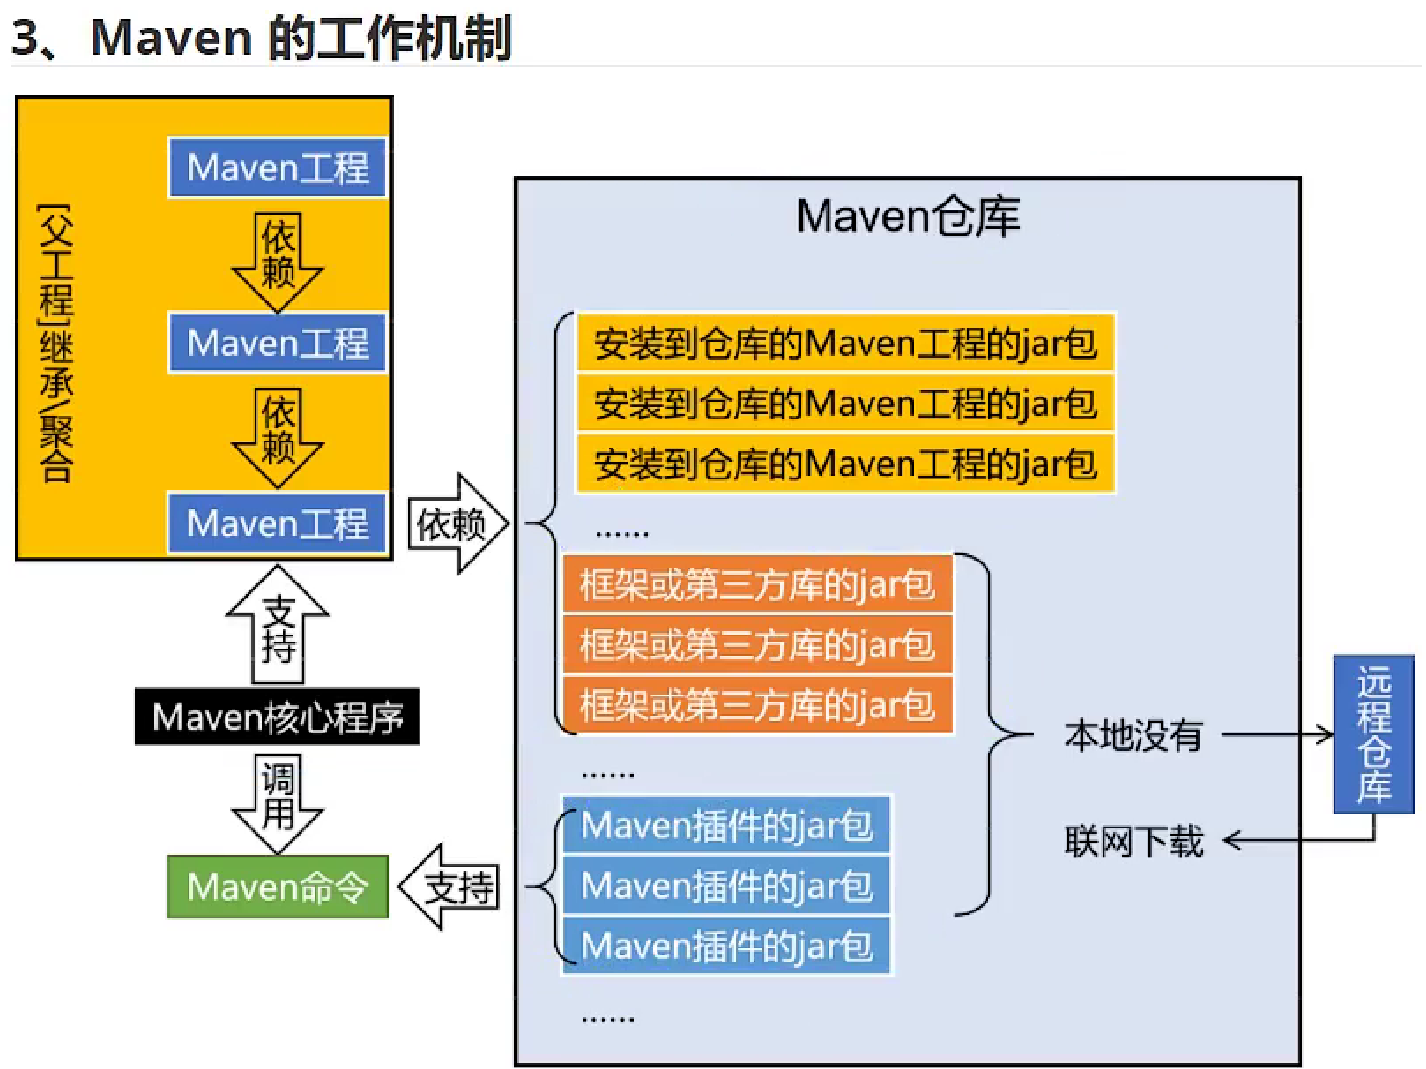 3、Maven 的工作机制
[父工程]继承\聚合
Maven工程
依赖
Maven工程
依赖
Maven工程
支持
Maven核心程序
调用
Maven命令
依赖
支持
Maven仓库
安装到仓库的Maven工程的jar包
安装到仓库的Maven工程的jar包
安装到仓库的Maven工程的jar包
......
框架或第三方库的jar包
框架或第三方库的jar包
框架或第三方库的jar包
......
Maven插件的jar包
Maven插件的jar包
Maven插件的jar包
......
本地没有
联网下载
远程仓库